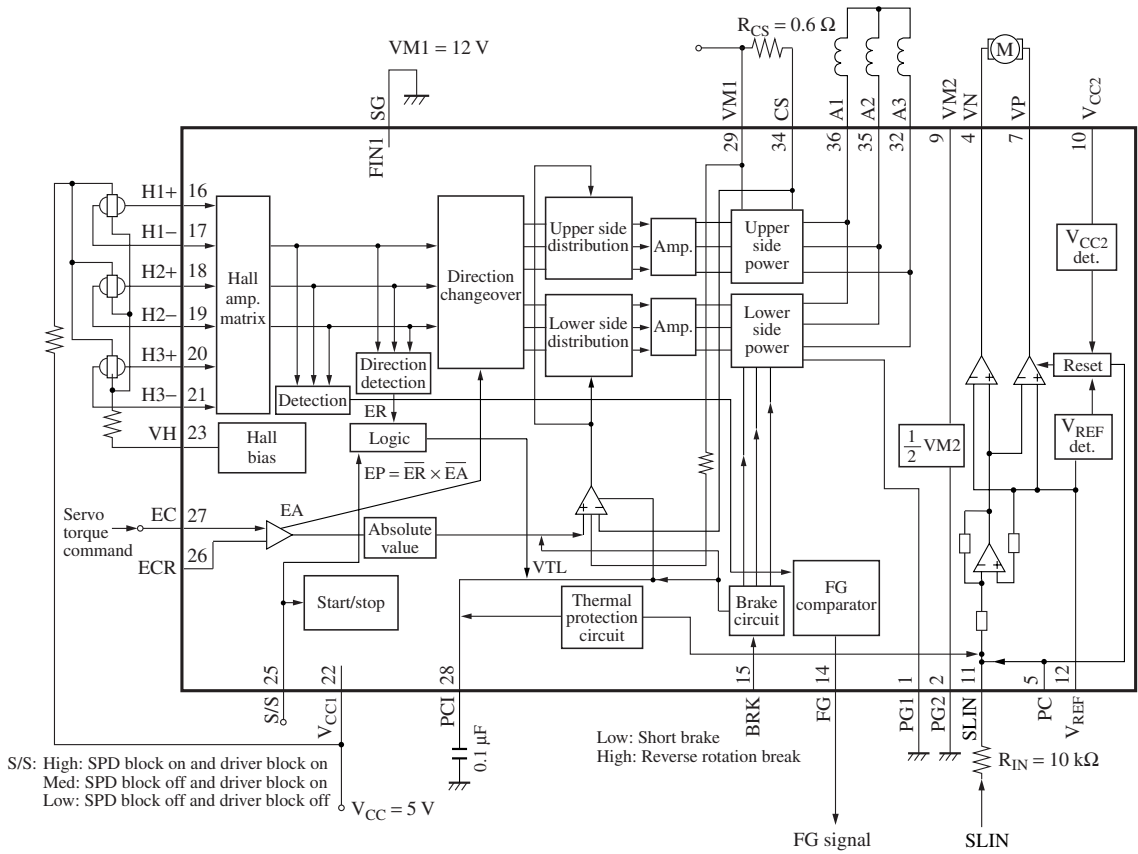 R_CS = 0.6 Ω
VM1 = 12 V
M
SG
VM1
CS
A1
A2
A3
VM2
VN
VP
V_CC2
FIN1
29
34
36
35
32
9
4
7
10
H1+
16
H1−
17
H2+
18
H2−
19
H3+
20
H3−
21
VH
23
Hall
amp.
matrix
Direction
changeover
Upper side
distribution
Amp.
Upper
side
power
V_CC2
det.
Lower side
distribution
Amp.
Lower
side
power
Direction
detection
Detection
ER
Reset
Hall
bias
Logic
1/2 VM2
V_REF
det.
EP = \overline{ER} × \overline{EA}
EA
Servo
torque
command
EC
27
26
ECR
Absolute
value
VTL
+
−
−
−
+
−
+
−
+
Start/stop
Thermal
protection
circuit
Brake
circuit
FG
comparator
25
22
28
15
14
1
2
11
5
12
S/S
V_CC1
PCI
BRK
FG
PG1
PG2
SLIN
PC
V_REF
0.1 μF
Low: Short brake
High: Reverse rotation break
R_IN = 10 kΩ
S/S: High: SPD block on and driver block on
Med: SPD block off and driver block on
Low: SPD block off and driver block off
V_CC = 5 V
FG signal
SLIN